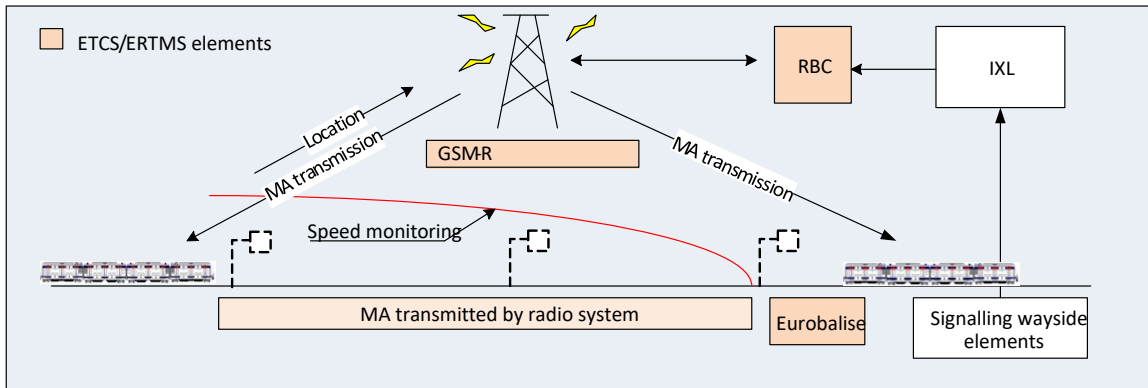 ETCS/ERTMS elements
RBC
IXL
Location
MA transmission
GSM-R
MA transmission
Speed monitoring
MA transmitted by radio system
Eurobalise
Signalling wayside
elements